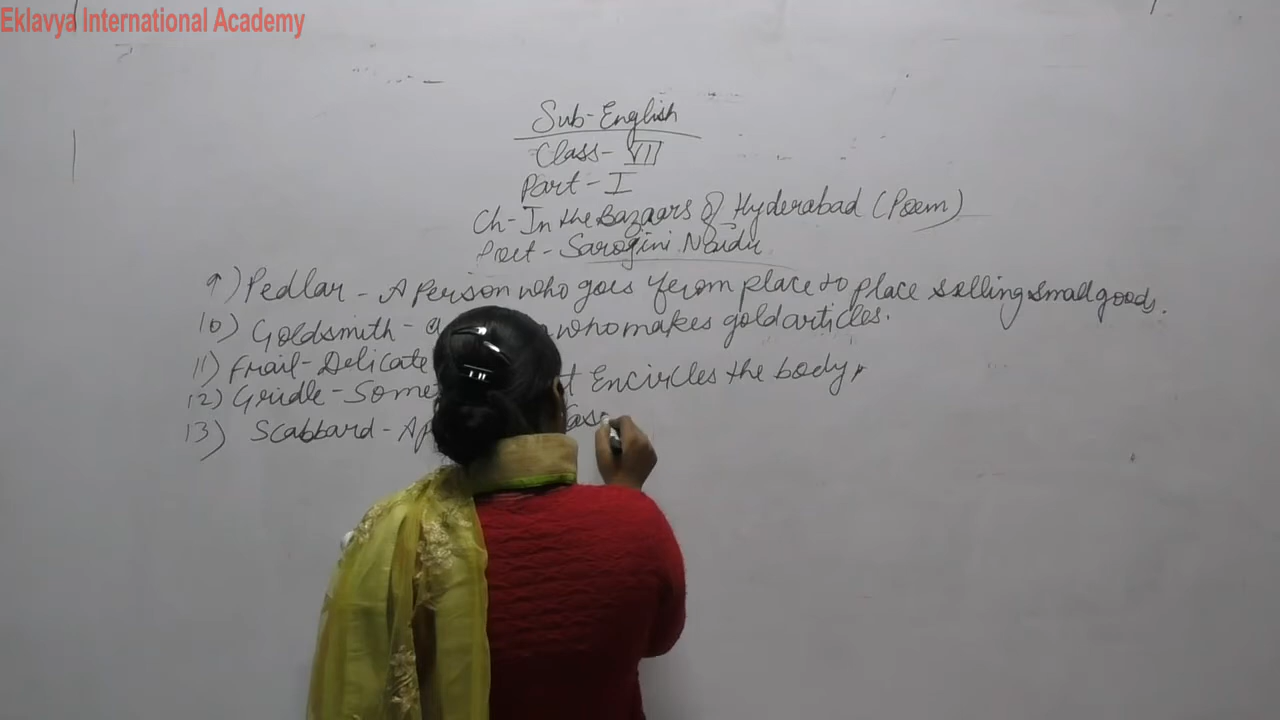 Eklavya International Academy
Sub-English
Class-VII
Part-I
Ch-In the Bazaars of Hyderabad (Poem)
Poet-Sarogini Naidu
9) Pedlar - A person who goes from place to place selling small goods.
10) Goldsmith - a who makes gold articles.
11) Frail-Delicate
12) Gridle-Some Encircles the body,
13) Scabbard-A